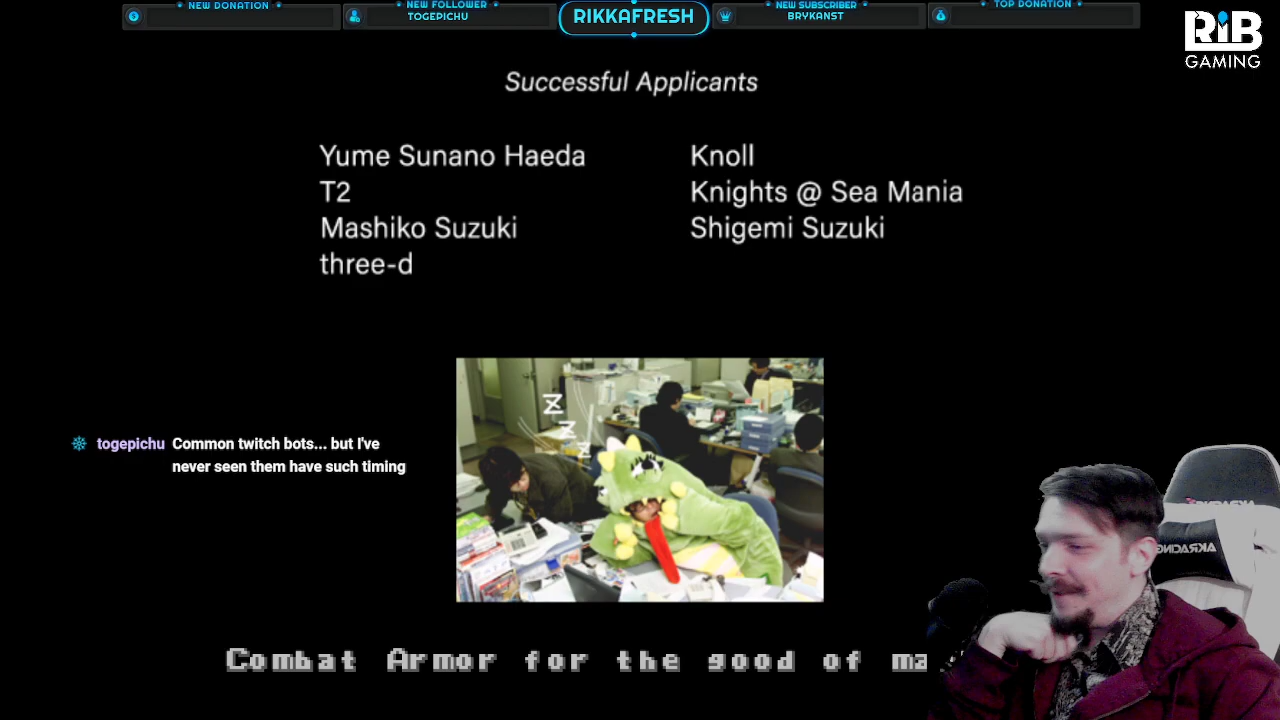 NEW DONATION
NEW FOLLOWER
TOGEPICHU
RIKKAFRESH
NEW SUBSCRIBER
BRYKANST
TOP DONATION
RiB
GAMING
Successful Applicants
Yume Sunano Haeda
Knoll
T2
Knights @ Sea Mania
Mashiko Suzuki
Shigemi Suzuki
three-d
Z
Z
Z
togepichu Common twitch bots... but I've
never seen them have such timing
AKRACING
Combat Armor for the good of ma